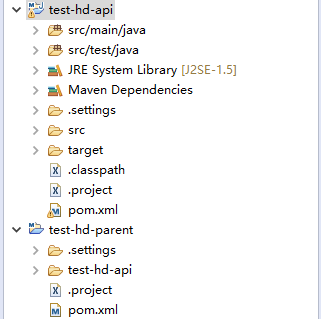 test-hd-api
src/main/java
src/test/java
JRE System Library [J2SE-1.5]
Maven Dependencies
.settings
src
target
.classpath
.project
pom.xml
test-hd-parent
.settings
test-hd-api
.project
pom.xml